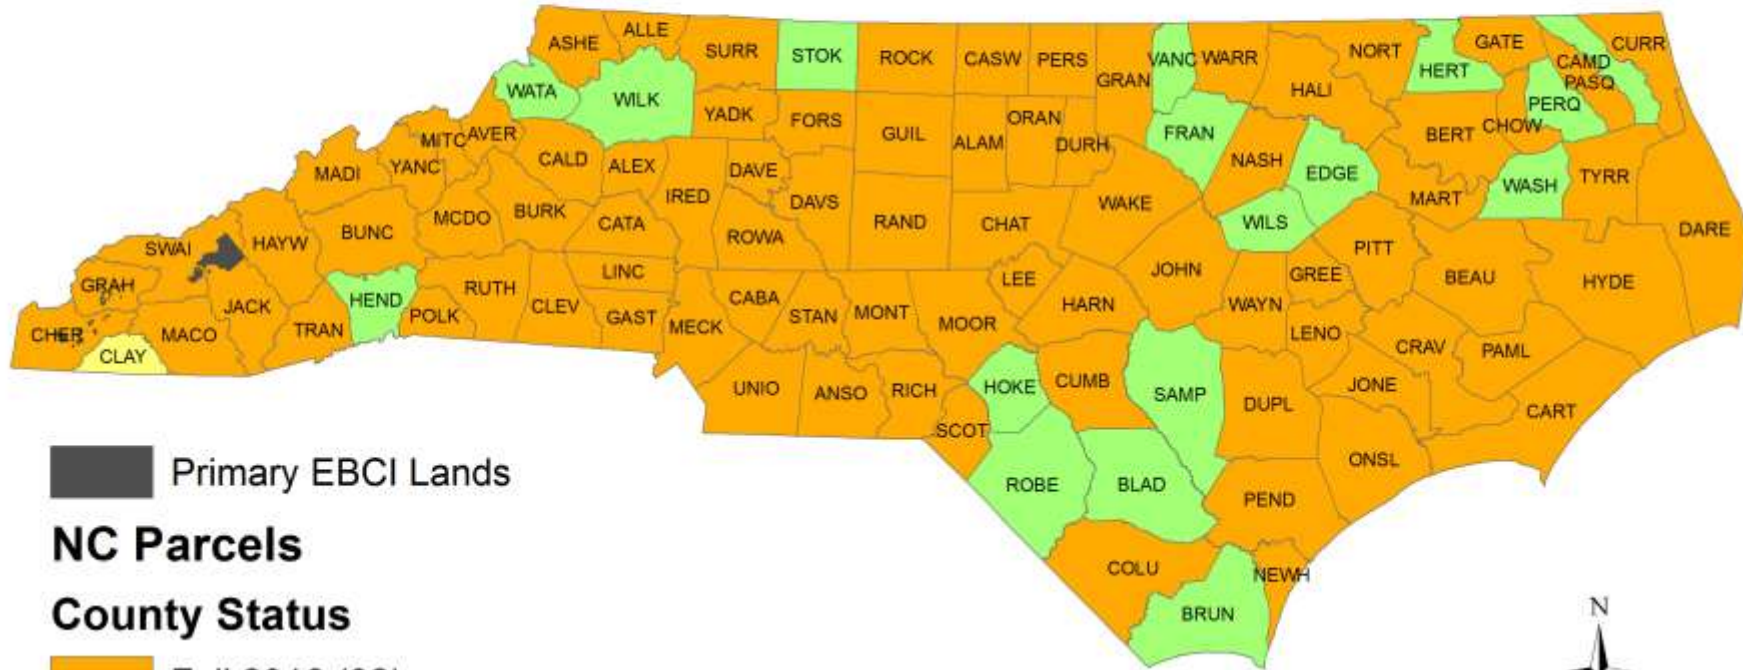 ALLE
ASHE
SURR
STOK
ROCK
CASW
PERS
GRAN
VANC
WARR
NORT
HERT
GATE
CAMD
CURR
PASQ
WATA
WILK
YADK
FORS
GUIL
ALAM
ORAN
DURH
FRAN
HALI
NASH
EDGE
BERT
CHOW
PERQ
MITC
AVER
MADI
YANC
CALD
ALEX
IRED
DAVE
DAVS
MART
WASH
TYRR
DARE
SWAI
HAYW
BUNC
MCDO
BURK
CATA
ROWA
RAND
CHAT
WAKE
WILS
PITT
BEAU
HYDE
GRAH
JACK
HEND
RUTH
CLEV
LINC
GAST
CABA
STAN
MONT
MOOR
LEE
HARN
JOHN
WAYN
GREE
LENO
CHER
CLAY
MACO
TRAN
POLK
MECK
UNIO
ANSO
RICH
SCOT
HOKE
CUMB
SAMP
DUPL
JONE
CRAV
PAML
CART
ROBE
BLAD
PEND
ONSL
COLU
BRUN
NEWH
Primary EBCI Lands
NC Parcels
County Status
N